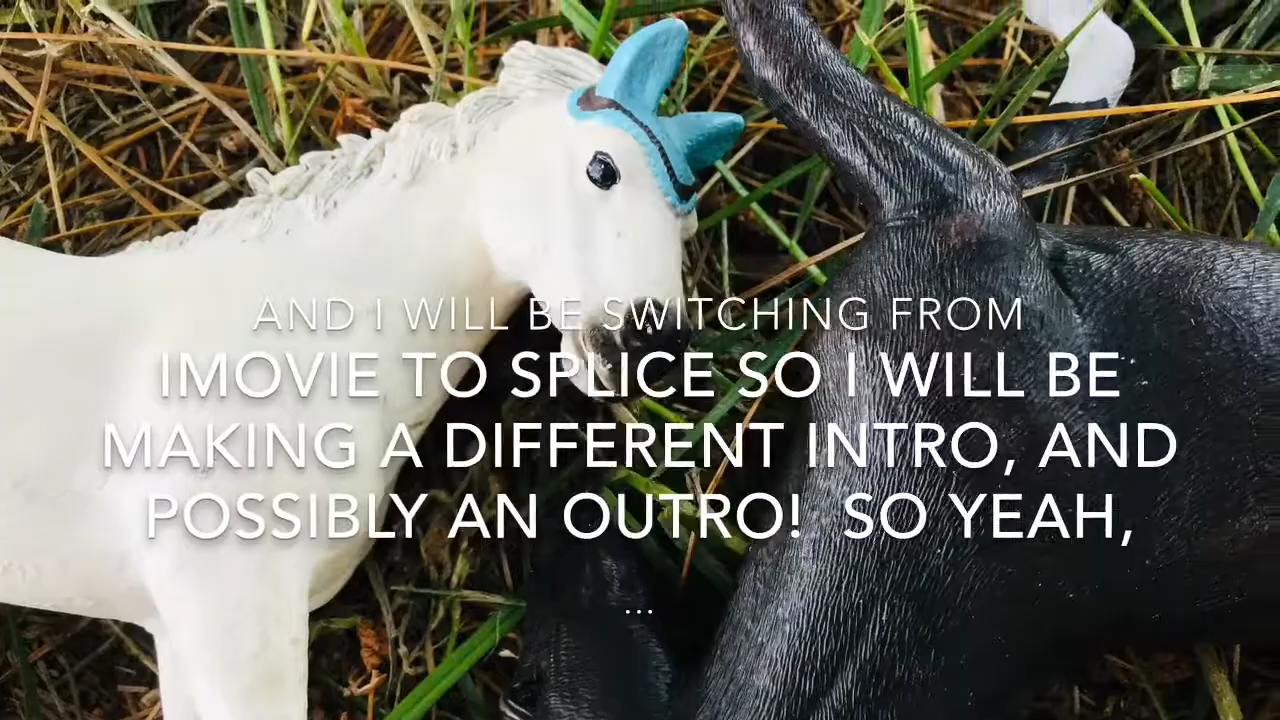 AND I WILL BE SWITCHING FROM
IMOVIE TO SPLICE SO I WILL BE
MAKING A DIFFERENT INTRO, AND
POSSIBLY AN OUTRO!  SO YEAH,
...